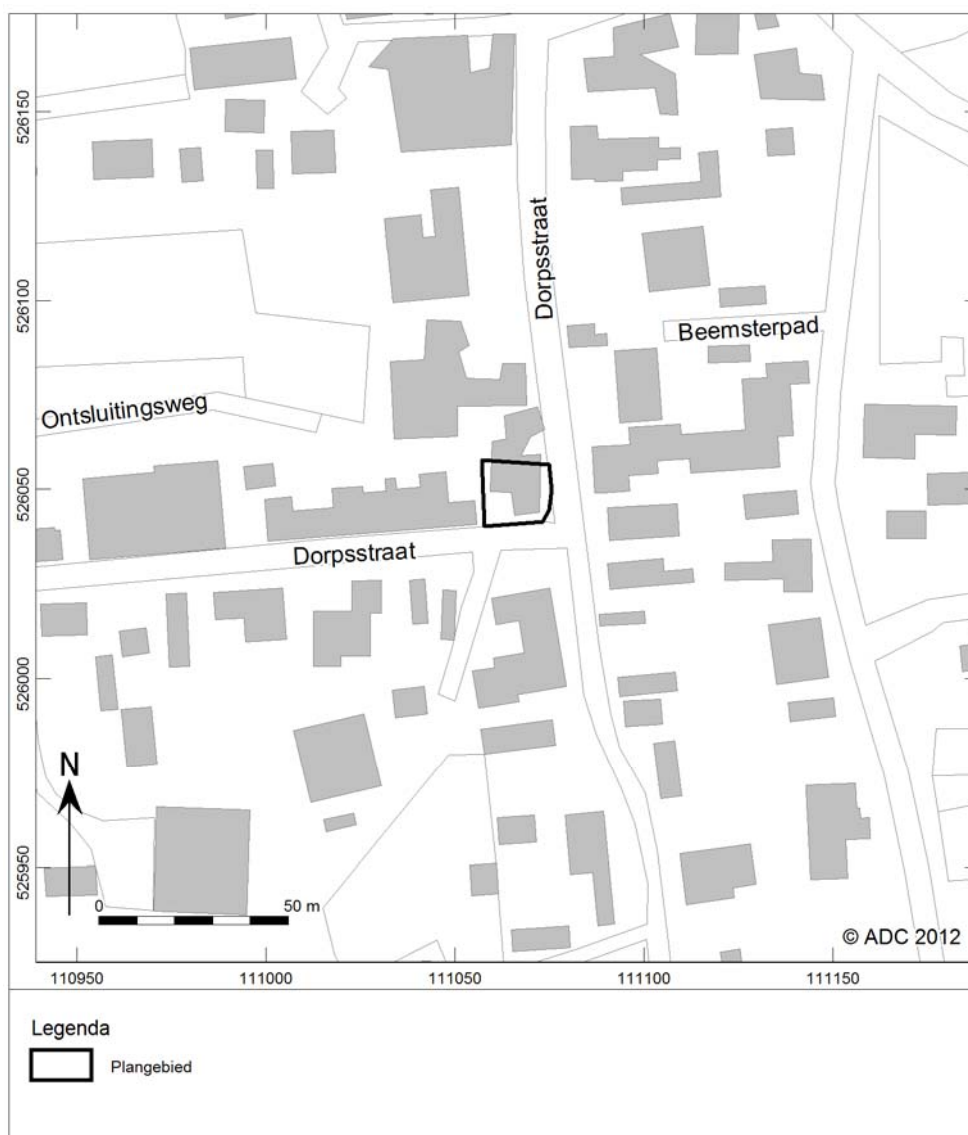 526150
526100
526050
526000
525950
Dorpsstraat
Beemsterpad
Ontsluitingsweg
Dorpsstraat
N
0 50 m
© ADC 2012
110950 111000 111050 111100 111150
Legenda
Plangebied